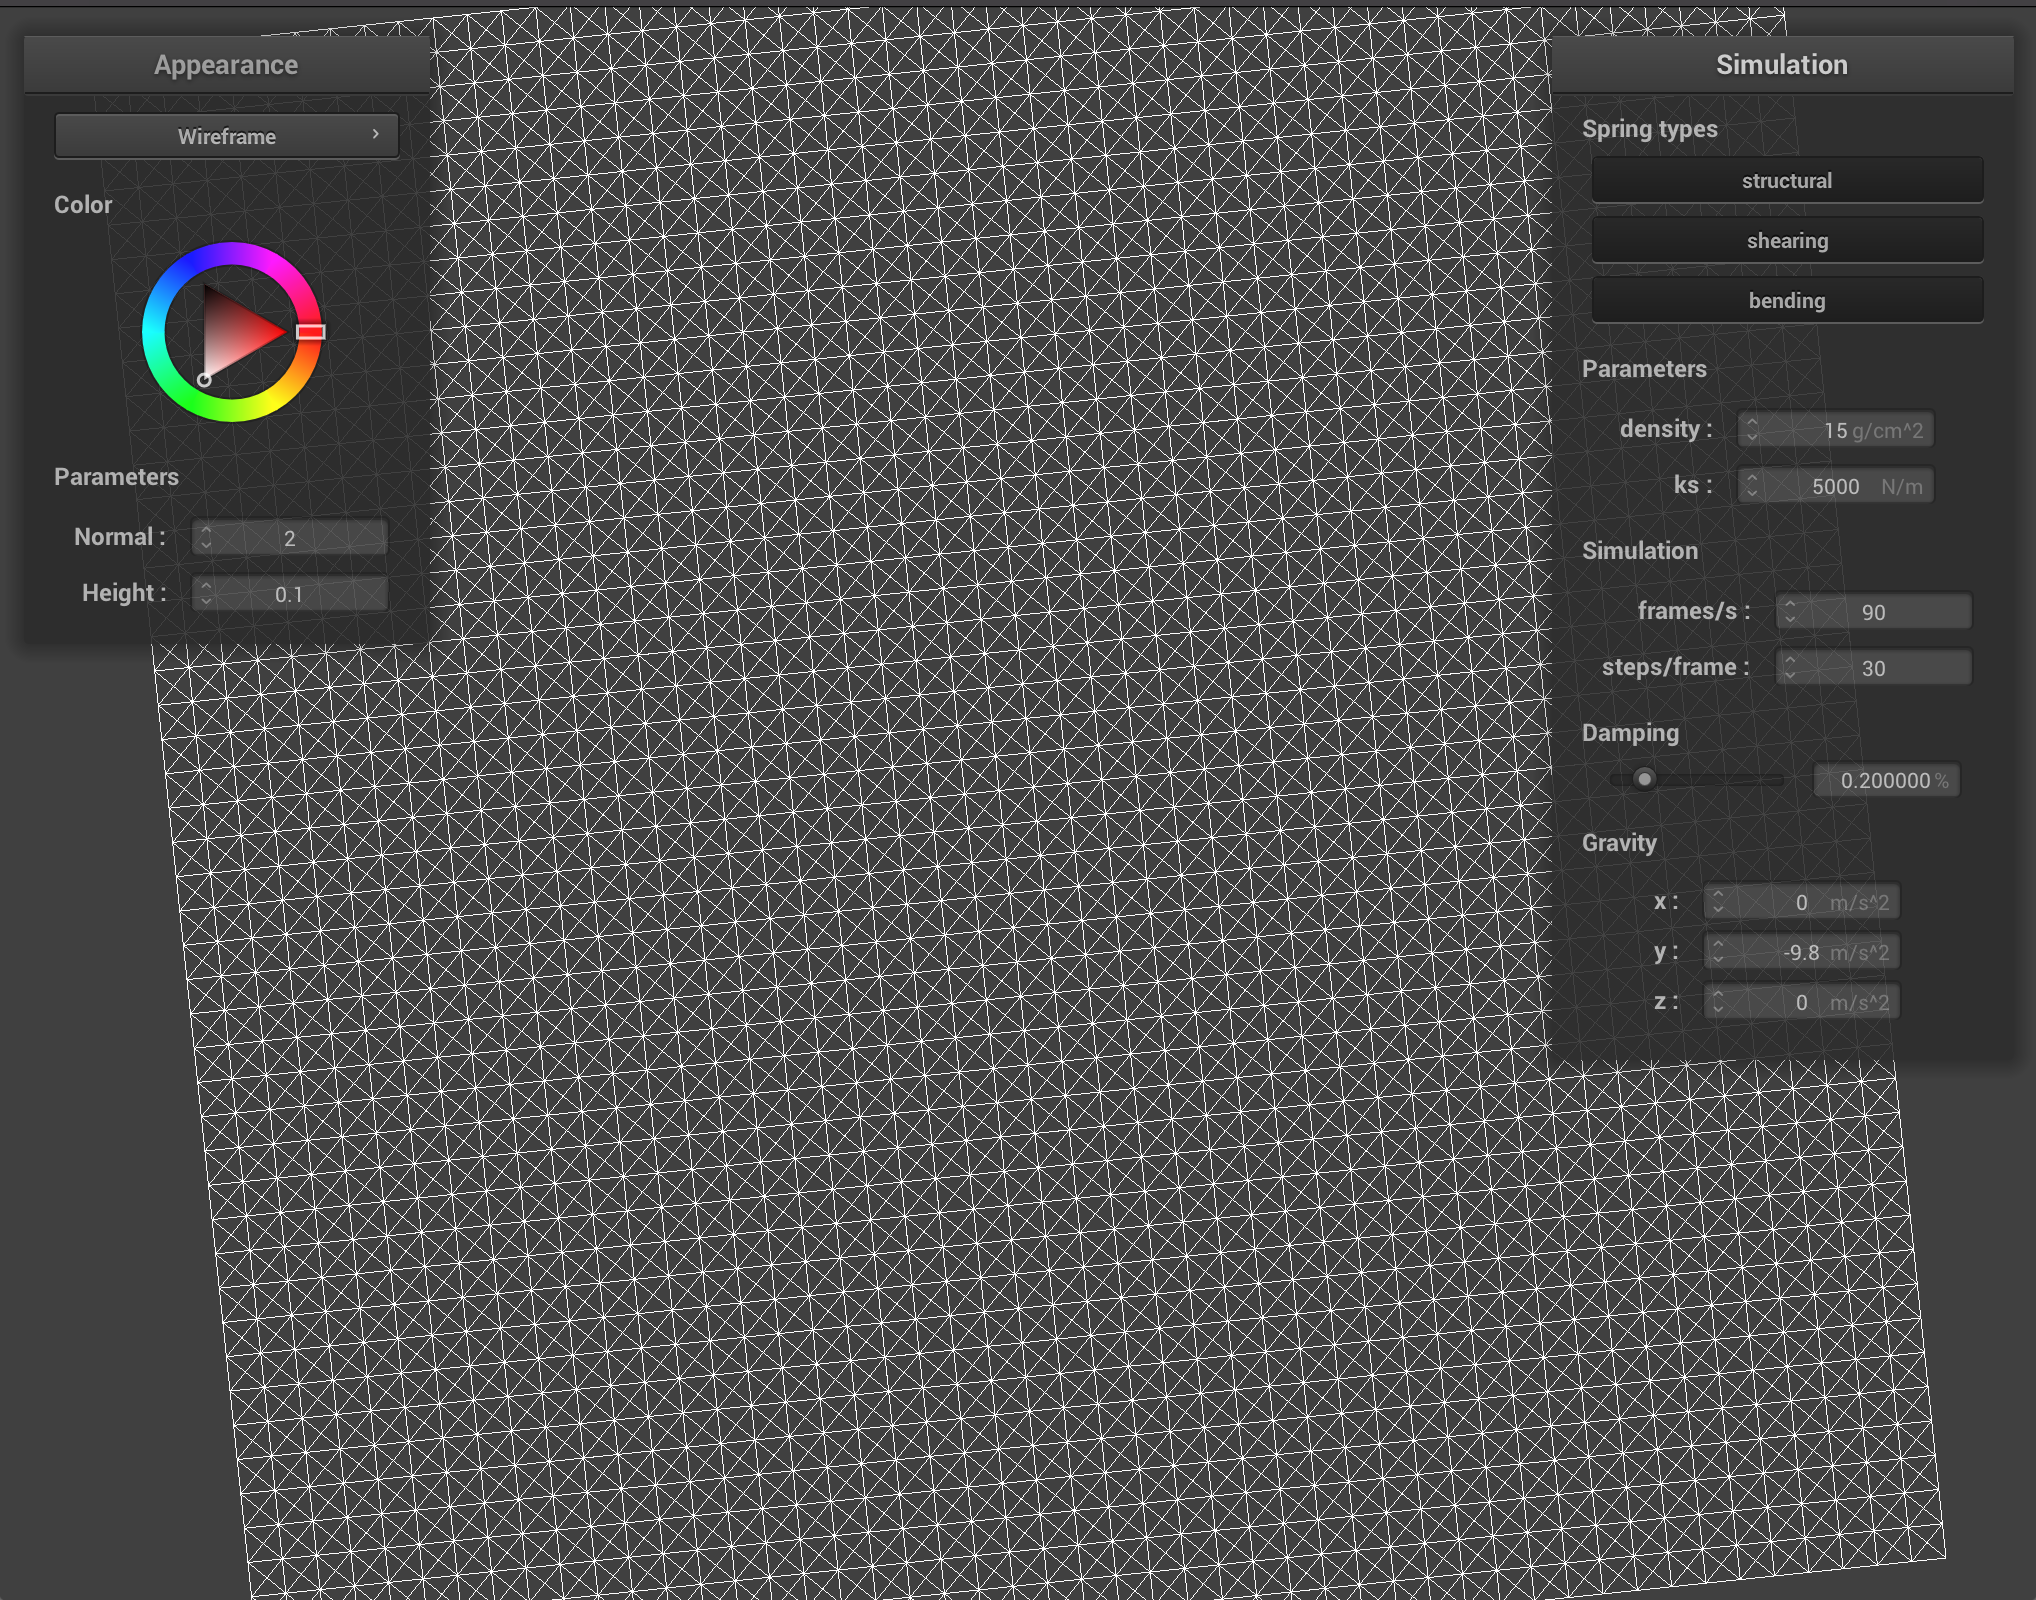 Appearance
Wireframe
Color
Parameters
Normal : 2
Height : 0.1
Simulation
Spring types
structural
shearing
bending
Parameters
density : 15 g/cm^2
ks : 5000 N/m
Simulation
frames/s : 90
steps/frame : 30
Damping
0.200000 %
Gravity
x : 0 m/s^2
y : -9.8 m/s^2
z : 0 m/s^2